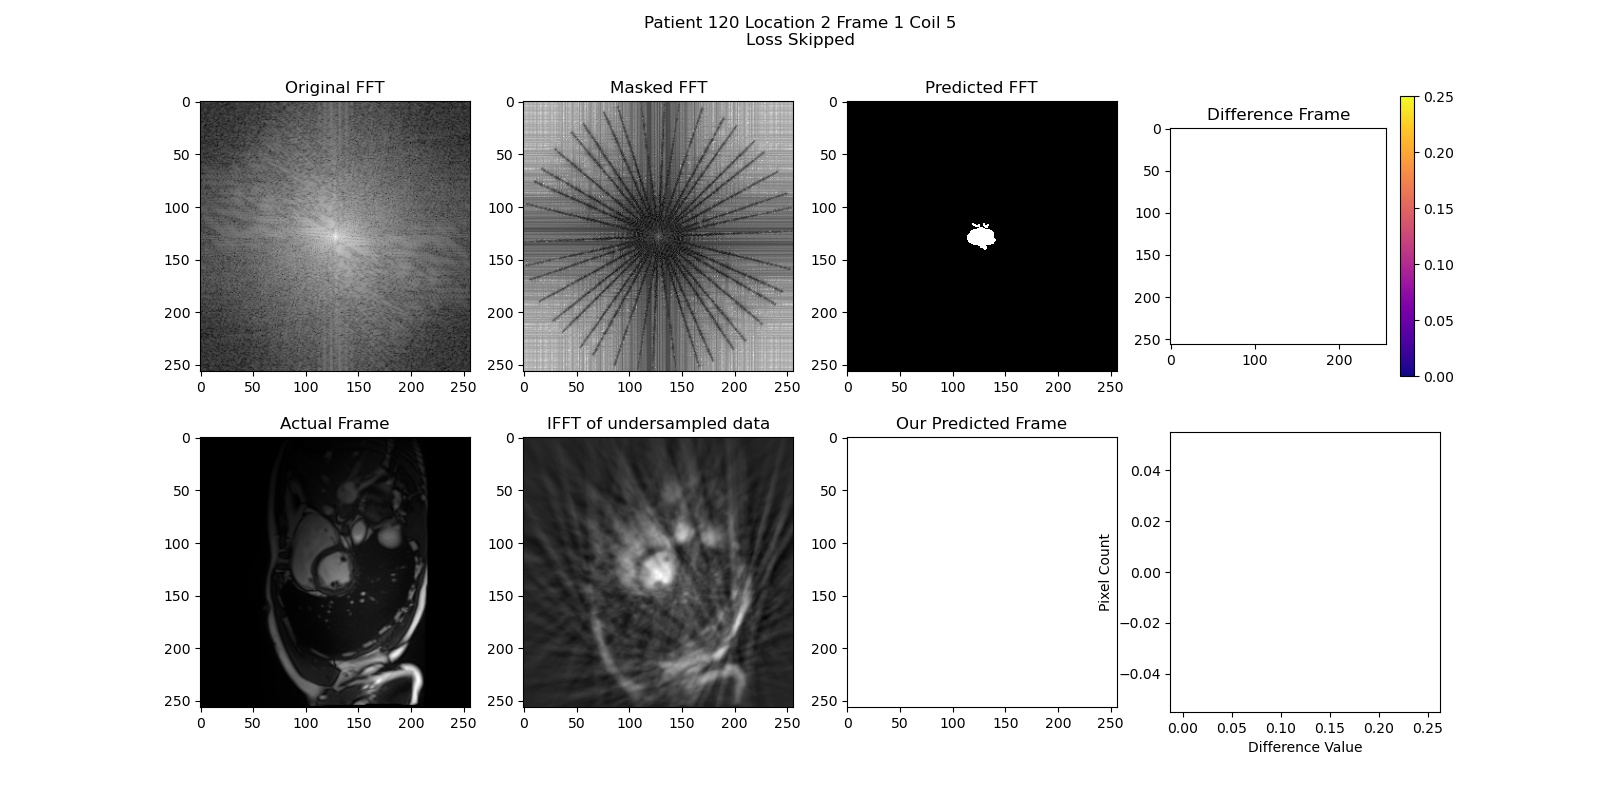 Patient 120 Location 2 Frame 1 Coil 5
Loss Skipped
Original FFT
0
50
100
150
200
250
0 50 100 150 200 250
Masked FFT
0
50
100
150
200
250
0 50 100 150 200 250
Predicted FFT
0
50
100
150
200
250
0 50 100 150 200 250
Difference Frame
0
50
100
150
200
250
0 100 200
0.25
0.20
0.15
0.10
0.05
0.00
Actual Frame
0
50
100
150
200
250
0 50 100 150 200 250
IFFT of undersampled data
0
50
100
150
200
250
0 50 100 150 200 250
Our Predicted Frame
0
50
100
150
200
250
0 50 100 150 200 250
Pixel Count
0.04
0.02
0.00
−0.02
−0.04
0.00 0.05 0.10 0.15 0.20 0.25
Difference Value